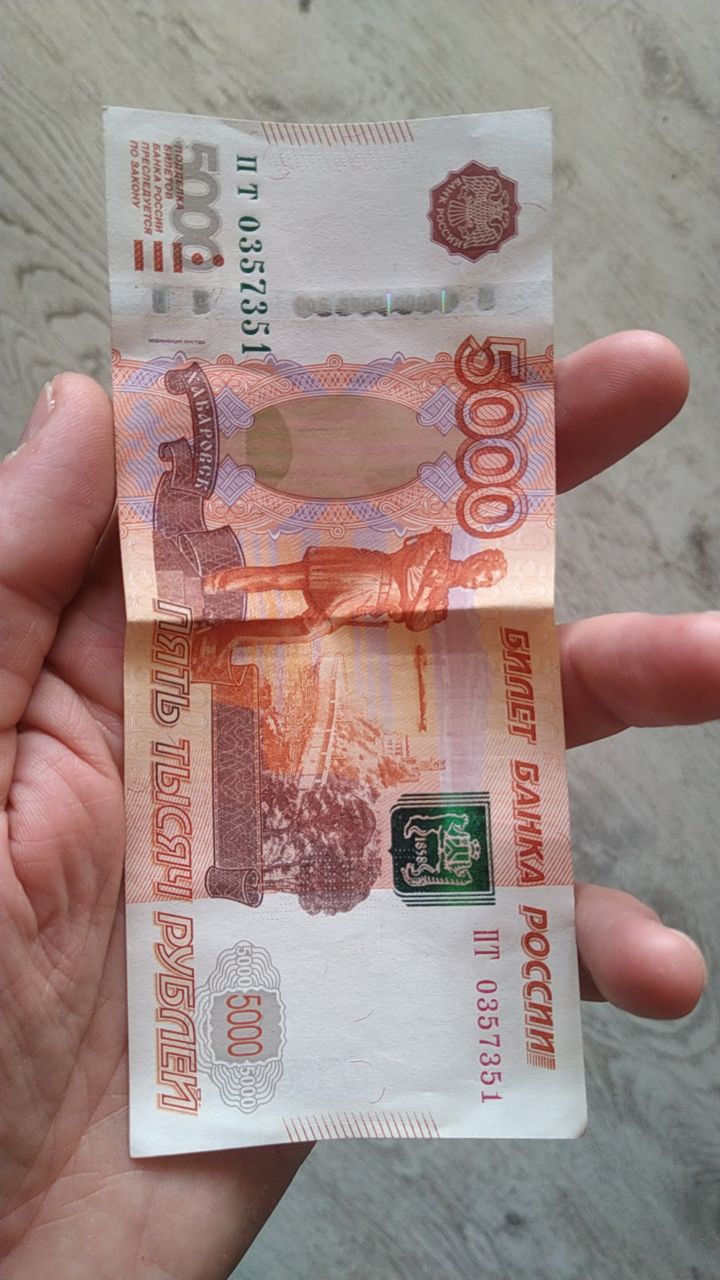 5000
БИЛЕТ БАНКА РОССИИ
ПТ 0357351
БАНК РОССИИ
1858
ПТ 0357351
5000
5000 5000 5000
ХАБАРОВСК
ПОДДЕЛКА
БИЛЕТОВ
БАНКА РОССИИ
ПРЕСЛЕДУЕТСЯ
ПО ЗАКОНУ
ПЯТЬ ТЫСЯЧ РУБЛЕЙ